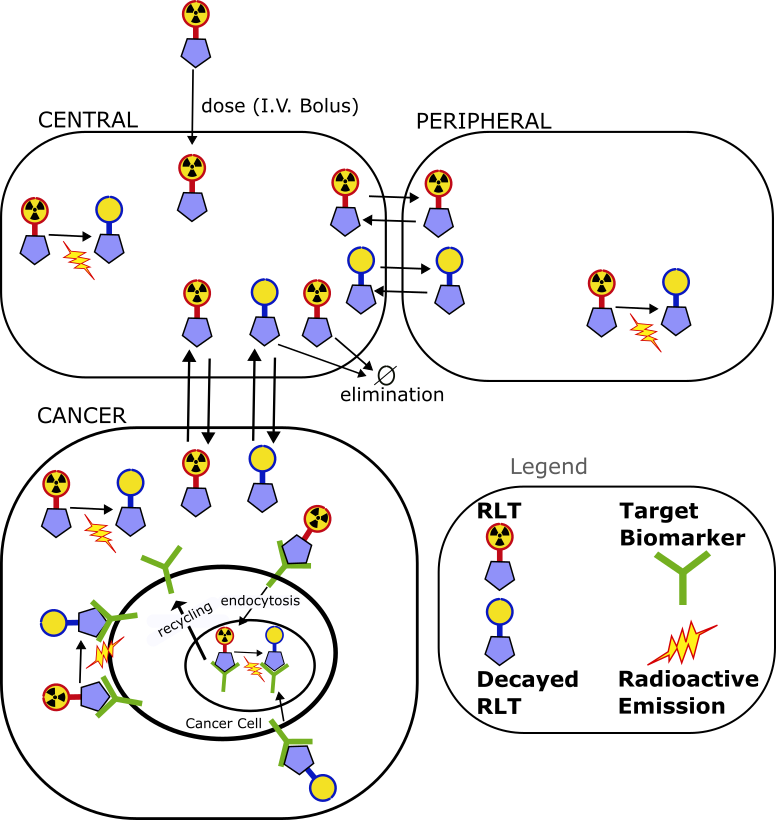 dose (I.V. Bolus)
CENTRAL
PERIPHERAL
Ø
elimination
CANCER
endocytosis
recycling
Cancer Cell
Legend
RLT
Target
Biomarker
Decayed
RLT
Radioactive
Emission